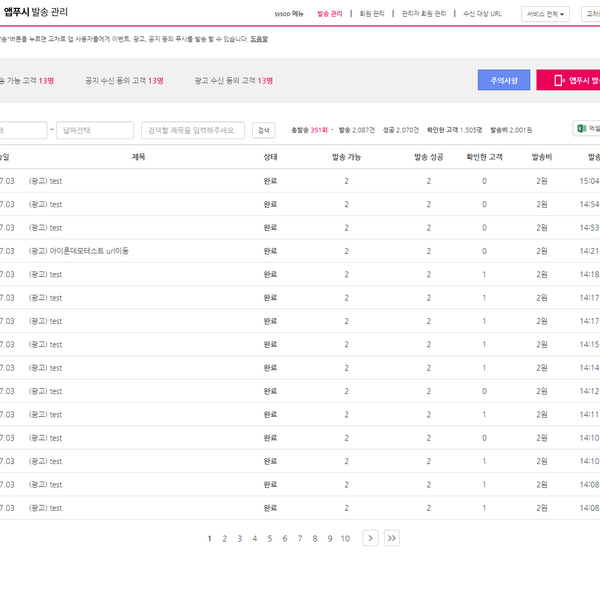 앱푸시 발송 관리 sysop 메뉴 발송 관리 | 회원 관리 | 관리자 회원 관리 | 수신 대상 URL 서비스 전체
버튼을 누르면 교차로 앱 사용자들에게 이벤트, 광고, 공지 등의 푸시를 발송 할 수 있습니다. 도움말
가능 고객 13명 공지 수신 동의 고객 13명 광고 수신 동의 고객 13명 주의사항 앱푸시
~ 날짜선택 검색할 제목을 입력해주세요 검색 총발송 351회 - 발송 2,087건 성공 2,070건 확인한 고객 1,505명 발송비 2,001원
제목 상태 발송 가능 발송 성공 확인한 고객 발송비
7.03 (광고) test 완료 2 2 0 2원 15:04
7.03 (광고) test 완료 2 2 0 2원 14:54
7.03 (광고) test 완료 2 2 0 2원 14:53
7.03 (광고) 아이폰데모테스트 url이동 완료 2 2 0 2원 14:21
7.03 (광고) test 완료 2 2 1 2원 14:18
7.03 (광고) test 완료 2 2 1 2원 14:17
7.03 (광고) test 완료 2 2 1 2원 14:17
7.03 (광고) test 완료 2 2 1 2원 14:15
7.03 (광고) test 완료 2 2 1 2원 14:14
7.03 (광고) test 완료 2 2 0 2원 14:12
7.03 (광고) test 완료 2 2 1 2원 14:11
7.03 (광고) test 완료 2 2 0 2원 14:10
7.03 (광고) test 완료 2 2 1 2원 14:10
7.03 (광고) test 완료 2 2 1 2원 14:08
7.03 (광고) test 완료 2 2 1 2원 14:08
1 2 3 4 5 6 7 8 9 10 > >>